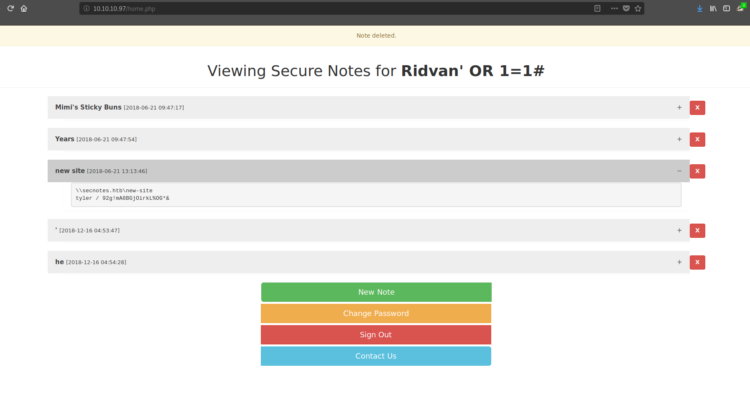 10.10.10.97/home.php
Note deleted.
Viewing Secure Notes for Ridvan' OR 1=1#
Mimi's Sticky Buns [2018-06-21 09:47:17]
+
X
Years [2018-06-21 09:47:54]
+
X
new site [2018-06-21 13:13:46]
−
X
\\secnotes.htb\new-site
tyler / 92g!mA8BGjOirkL%OG*&
' [2018-12-16 04:53:47]
+
X
he [2018-12-16 04:54:28]
+
X
New Note
Change Password
Sign Out
Contact Us